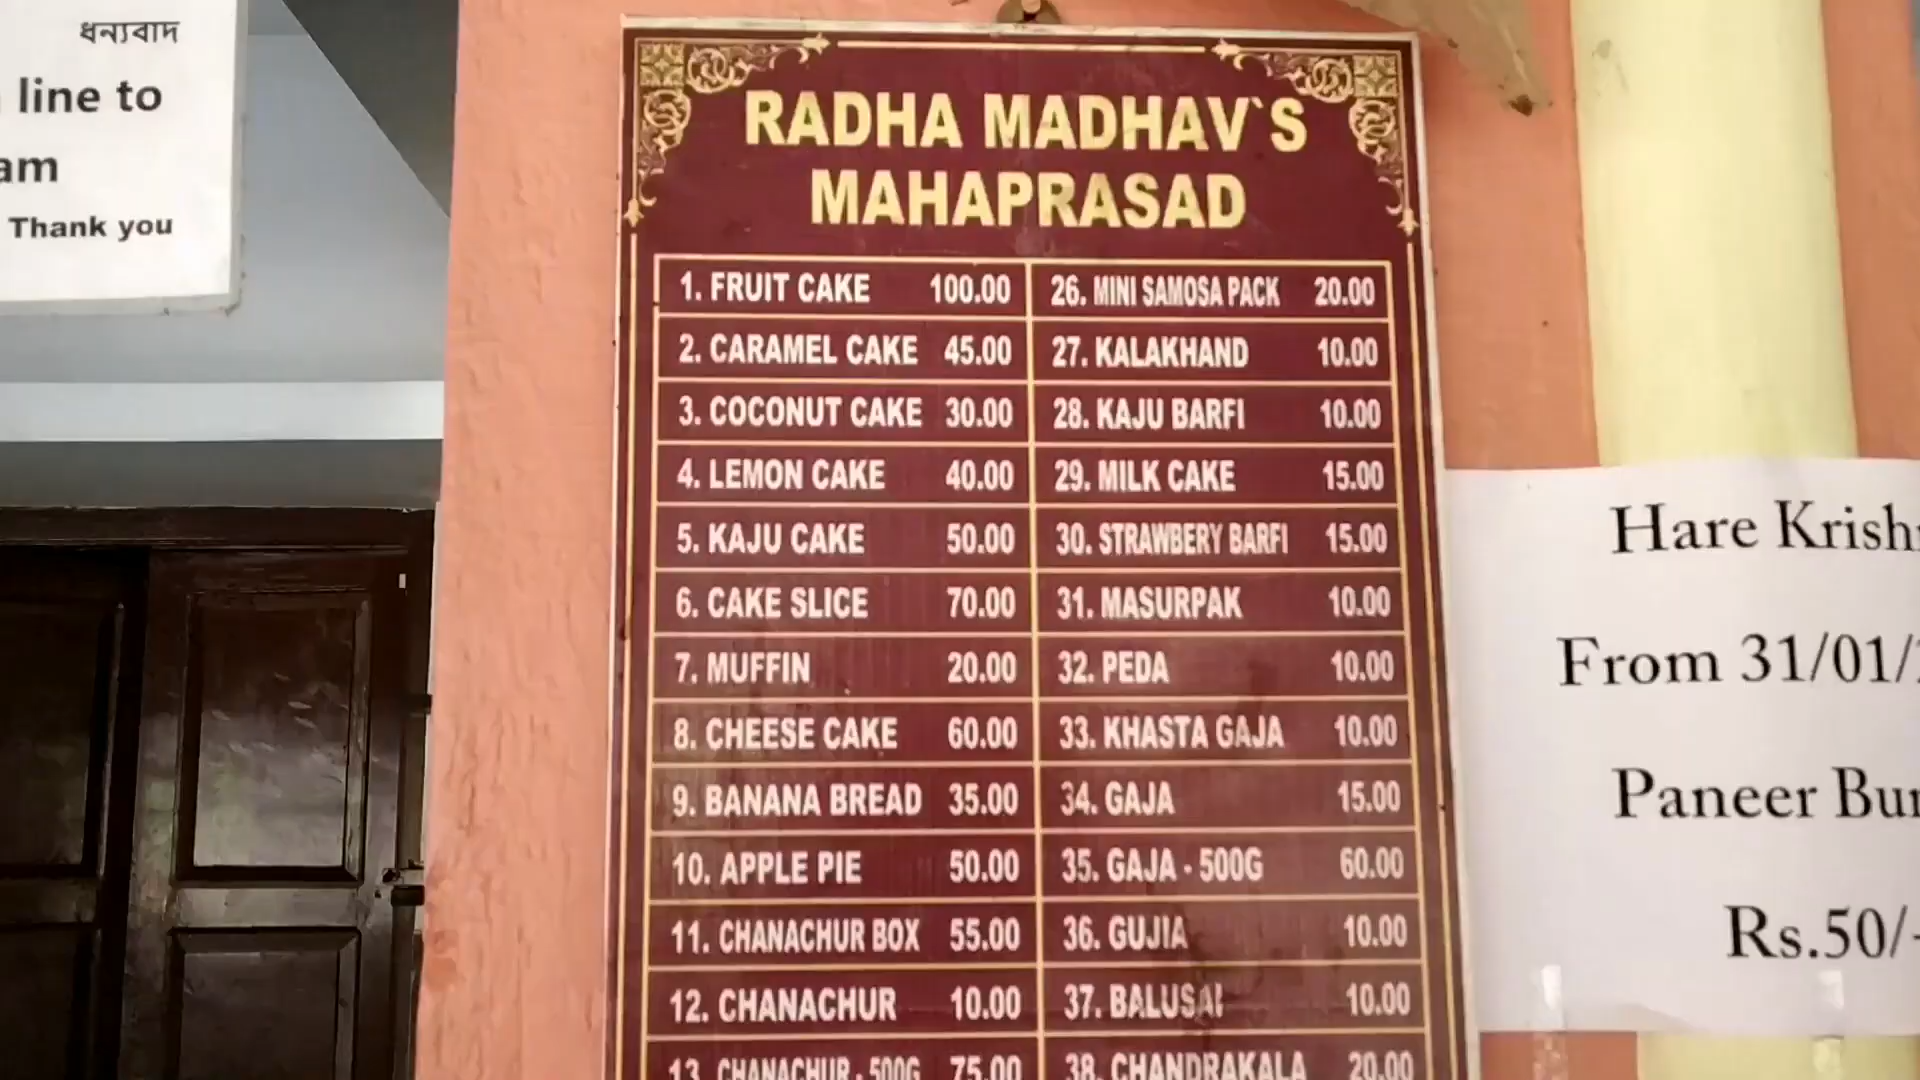 ধন্যবাদ
line to
am
Thank you
RADHA MADHAV`S
MAHAPRASAD
1. FRUIT CAKE 100.00
2. CARAMEL CAKE 45.00
3. COCONUT CAKE 30.00
4. LEMON CAKE 40.00
5. KAJU CAKE 50.00
6. CAKE SLICE 70.00
7. MUFFIN 20.00
8. CHEESE CAKE 60.00
9. BANANA BREAD 35.00
10. APPLE PIE 50.00
11. CHANACHUR BOX 55.00
12. CHANACHUR 10.00
13. CHANACHUR - 500G 75.00
26. MINI SAMOSA PACK 20.00
27. KALAKHAND 10.00
28. KAJU BARFI 10.00
29. MILK CAKE 15.00
30. STRAWBERY BARFI 15.00
31. MASURPAK 10.00
32. PEDA 10.00
33. KHASTA GAJA 10.00
34. GAJA 15.00
35. GAJA - 500G 60.00
36. GUJIA 10.00
37. BALUSAI 10.00
38. CHANDRAKALA 20.00
Hare Krish
From 31/01/
Paneer Bu
Rs.50/-